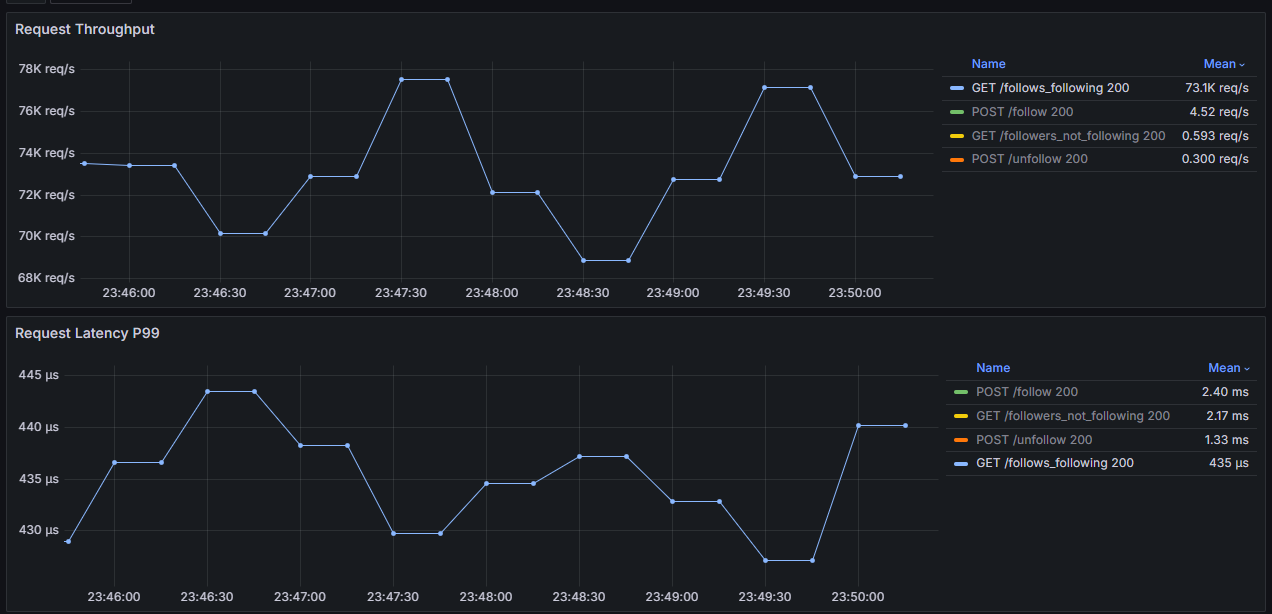 Request Throughput
78K req/s
76K req/s
74K req/s
72K req/s
70K req/s
68K req/s
23:46:00 23:46:30 23:47:00 23:47:30 23:48:00 23:48:30 23:49:00 23:49:30 23:50:00
Name Mean
GET /follows_following 200 73.1K req/s
POST /follow 200 4.52 req/s
GET /followers_not_following 200 0.593 req/s
POST /unfollow 200 0.300 req/s
Request Latency P99
445 µs
440 µs
435 µs
430 µs
23:46:00 23:46:30 23:47:00 23:47:30 23:48:00 23:48:30 23:49:00 23:49:30 23:50:00
Name Mean
POST /follow 200 2.40 ms
GET /followers_not_following 200 2.17 ms
POST /unfollow 200 1.33 ms
GET /follows_following 200 435 µs